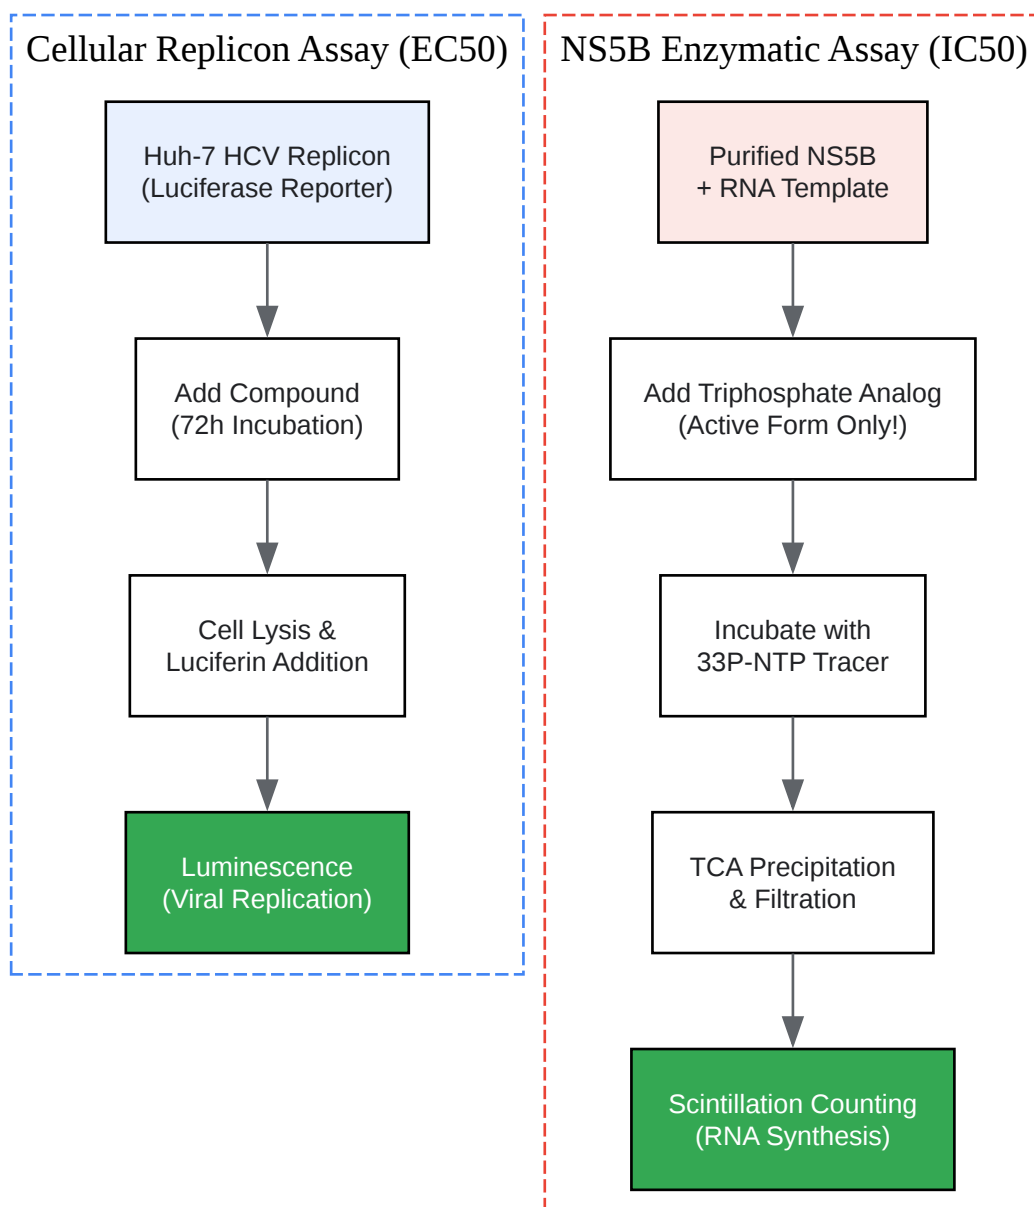 Cellular Replicon Assay (EC50)
Huh-7 HCV Replicon
(Luciferase Reporter)
Add Compound
(72h Incubation)
Cell Lysis &
Luciferin Addition
Luminescence
(Viral Replication)
NS5B Enzymatic Assay (IC50)
Purified NS5B
+ RNA Template
Add Triphosphate Analog
(Active Form Only!)
Incubate with
33P-NTP Tracer
TCA Precipitation
& Filtration
Scintillation Counting
(RNA Synthesis)